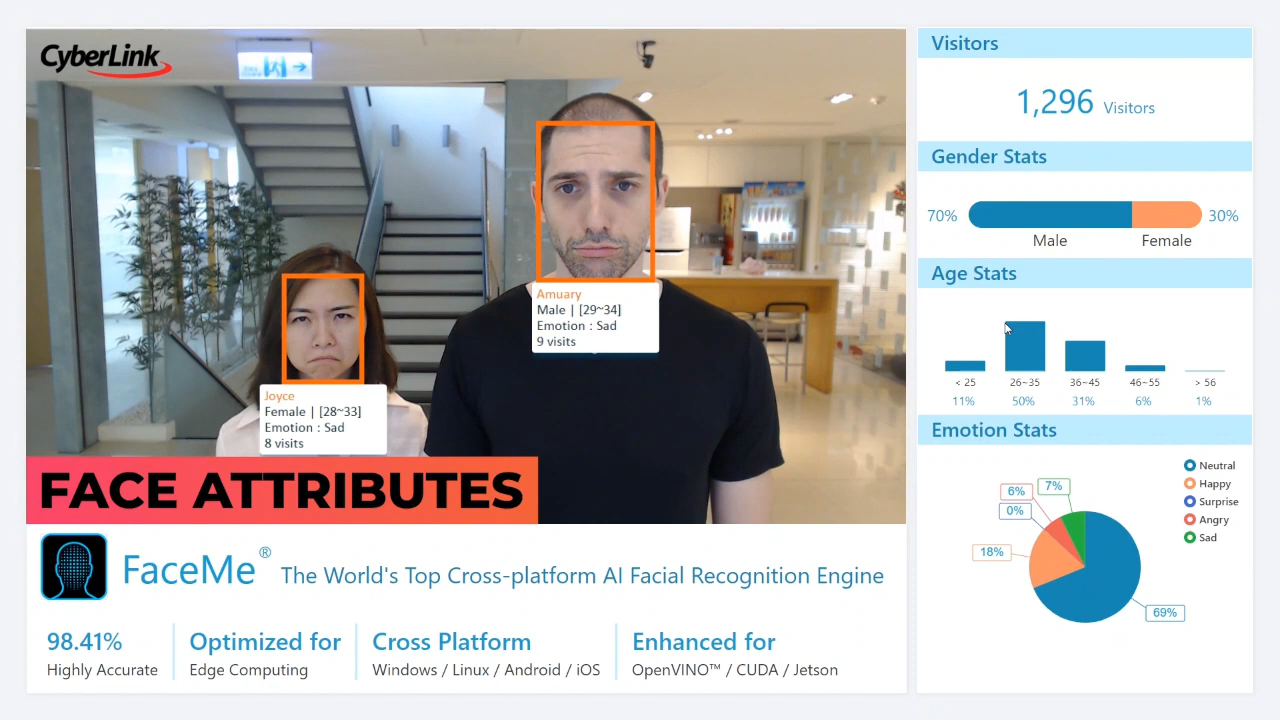 CyberLink
Joyce
Female | [28~33]
Emotion : Sad
8 visits
Amuary
Male | [29~34]
Emotion : Sad
9 visits
FACE ATTRIBUTES
FaceMe®
The World's Top Cross-platform AI Facial Recognition Engine
98.41%
Highly Accurate
Optimized for
Edge Computing
Cross Platform
Windows / Linux / Android / iOS
Enhanced for
OpenVINO™ / CUDA / Jetson
Visitors
1,296 Visitors
Gender Stats
70% 30%
Male Female
Age Stats
< 25 26~35 36~45 46~55 > 56
11% 50% 31% 6% 1%
Emotion Stats
Neutral
Happy
Surprise
Angry
Sad
7%
6%
0%
18%
69%